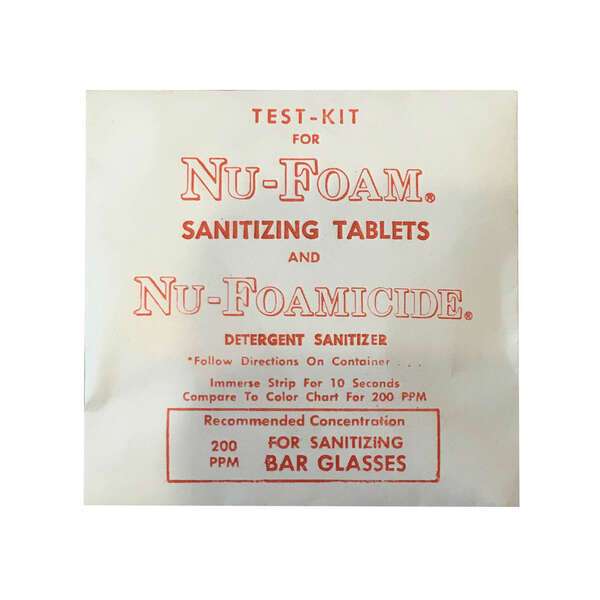 TEST-KIT
FOR
NU-FOAM®
SANITIZING TABLETS
AND
NU-FOAMICIDE®
DETERGENT SANITIZER
*Follow Directions On Container . . .
Immerse Strip For 10 Seconds
Compare To Color Chart For 200 PPM
Recommended Concentration
200 PPM
FOR SANITIZING
BAR GLASSES